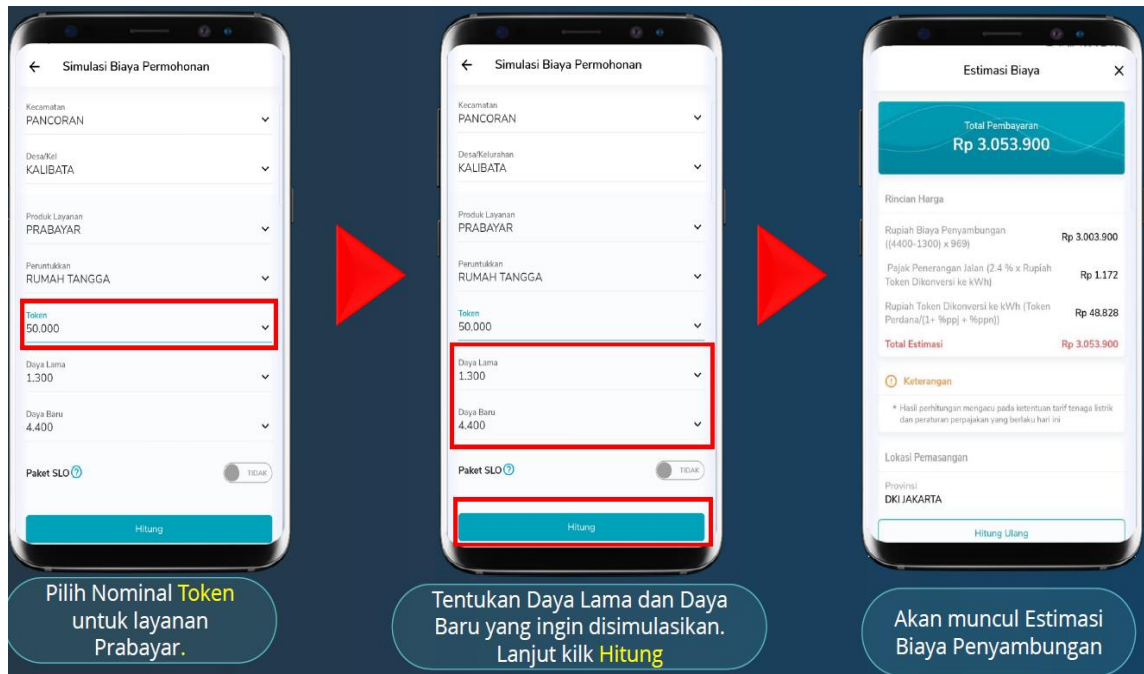 Simulasi Biaya Permohonan
Kecamatan
PANCORAN
Desa/Kel
KALIBATA
Produk Layanan
PRABAYAR
Peruntukkan
RUMAH TANGGA
Token
50.000
Daya Lama
1.300
Daya Baru
4.400
Paket SLO ?
TIDAK
Hitung
Pilih Nominal Token
untuk layanan
Prabayar.
Simulasi Biaya Permohonan
Kecamatan
PANCORAN
Desa/Kelurahan
KALIBATA
Produk Layanan
PRABAYAR
Peruntukkan
RUMAH TANGGA
Token
50.000
Daya Lama
1.300
Daya Baru
4.400
Paket SLO ?
TIDAK
Hitung
Tentukan Daya Lama dan Daya
Baru yang ingin disimulasikan.
Lanjut kilk Hitung
Estimasi Biaya X
Total Pembayaran
Rp 3.053.900
Rincian Harga
Rupiah Biaya Penyambungan
((4400-1300) x 969) Rp 3.003.900
Pajak Penerangan Jalan (2.4 % x Rupiah
Token Dikonversi ke kWh) Rp 1.172
Rupiah Token Dikonversi ke kWh (Token
Perdana/(1+ %ppj + %ppn)) Rp 48.828
Total Estimasi Rp 3.053.900
Keterangan
* Hasil perhitungan mengacu pada ketentuan tarif tenaga listrik
dan peraturan perpajakan yang berlaku hari ini
Lokasi Pemasangan
Provinsi
DKI JAKARTA
Hitung Ulang
Akan muncul Estimasi
Biaya Penyambungan